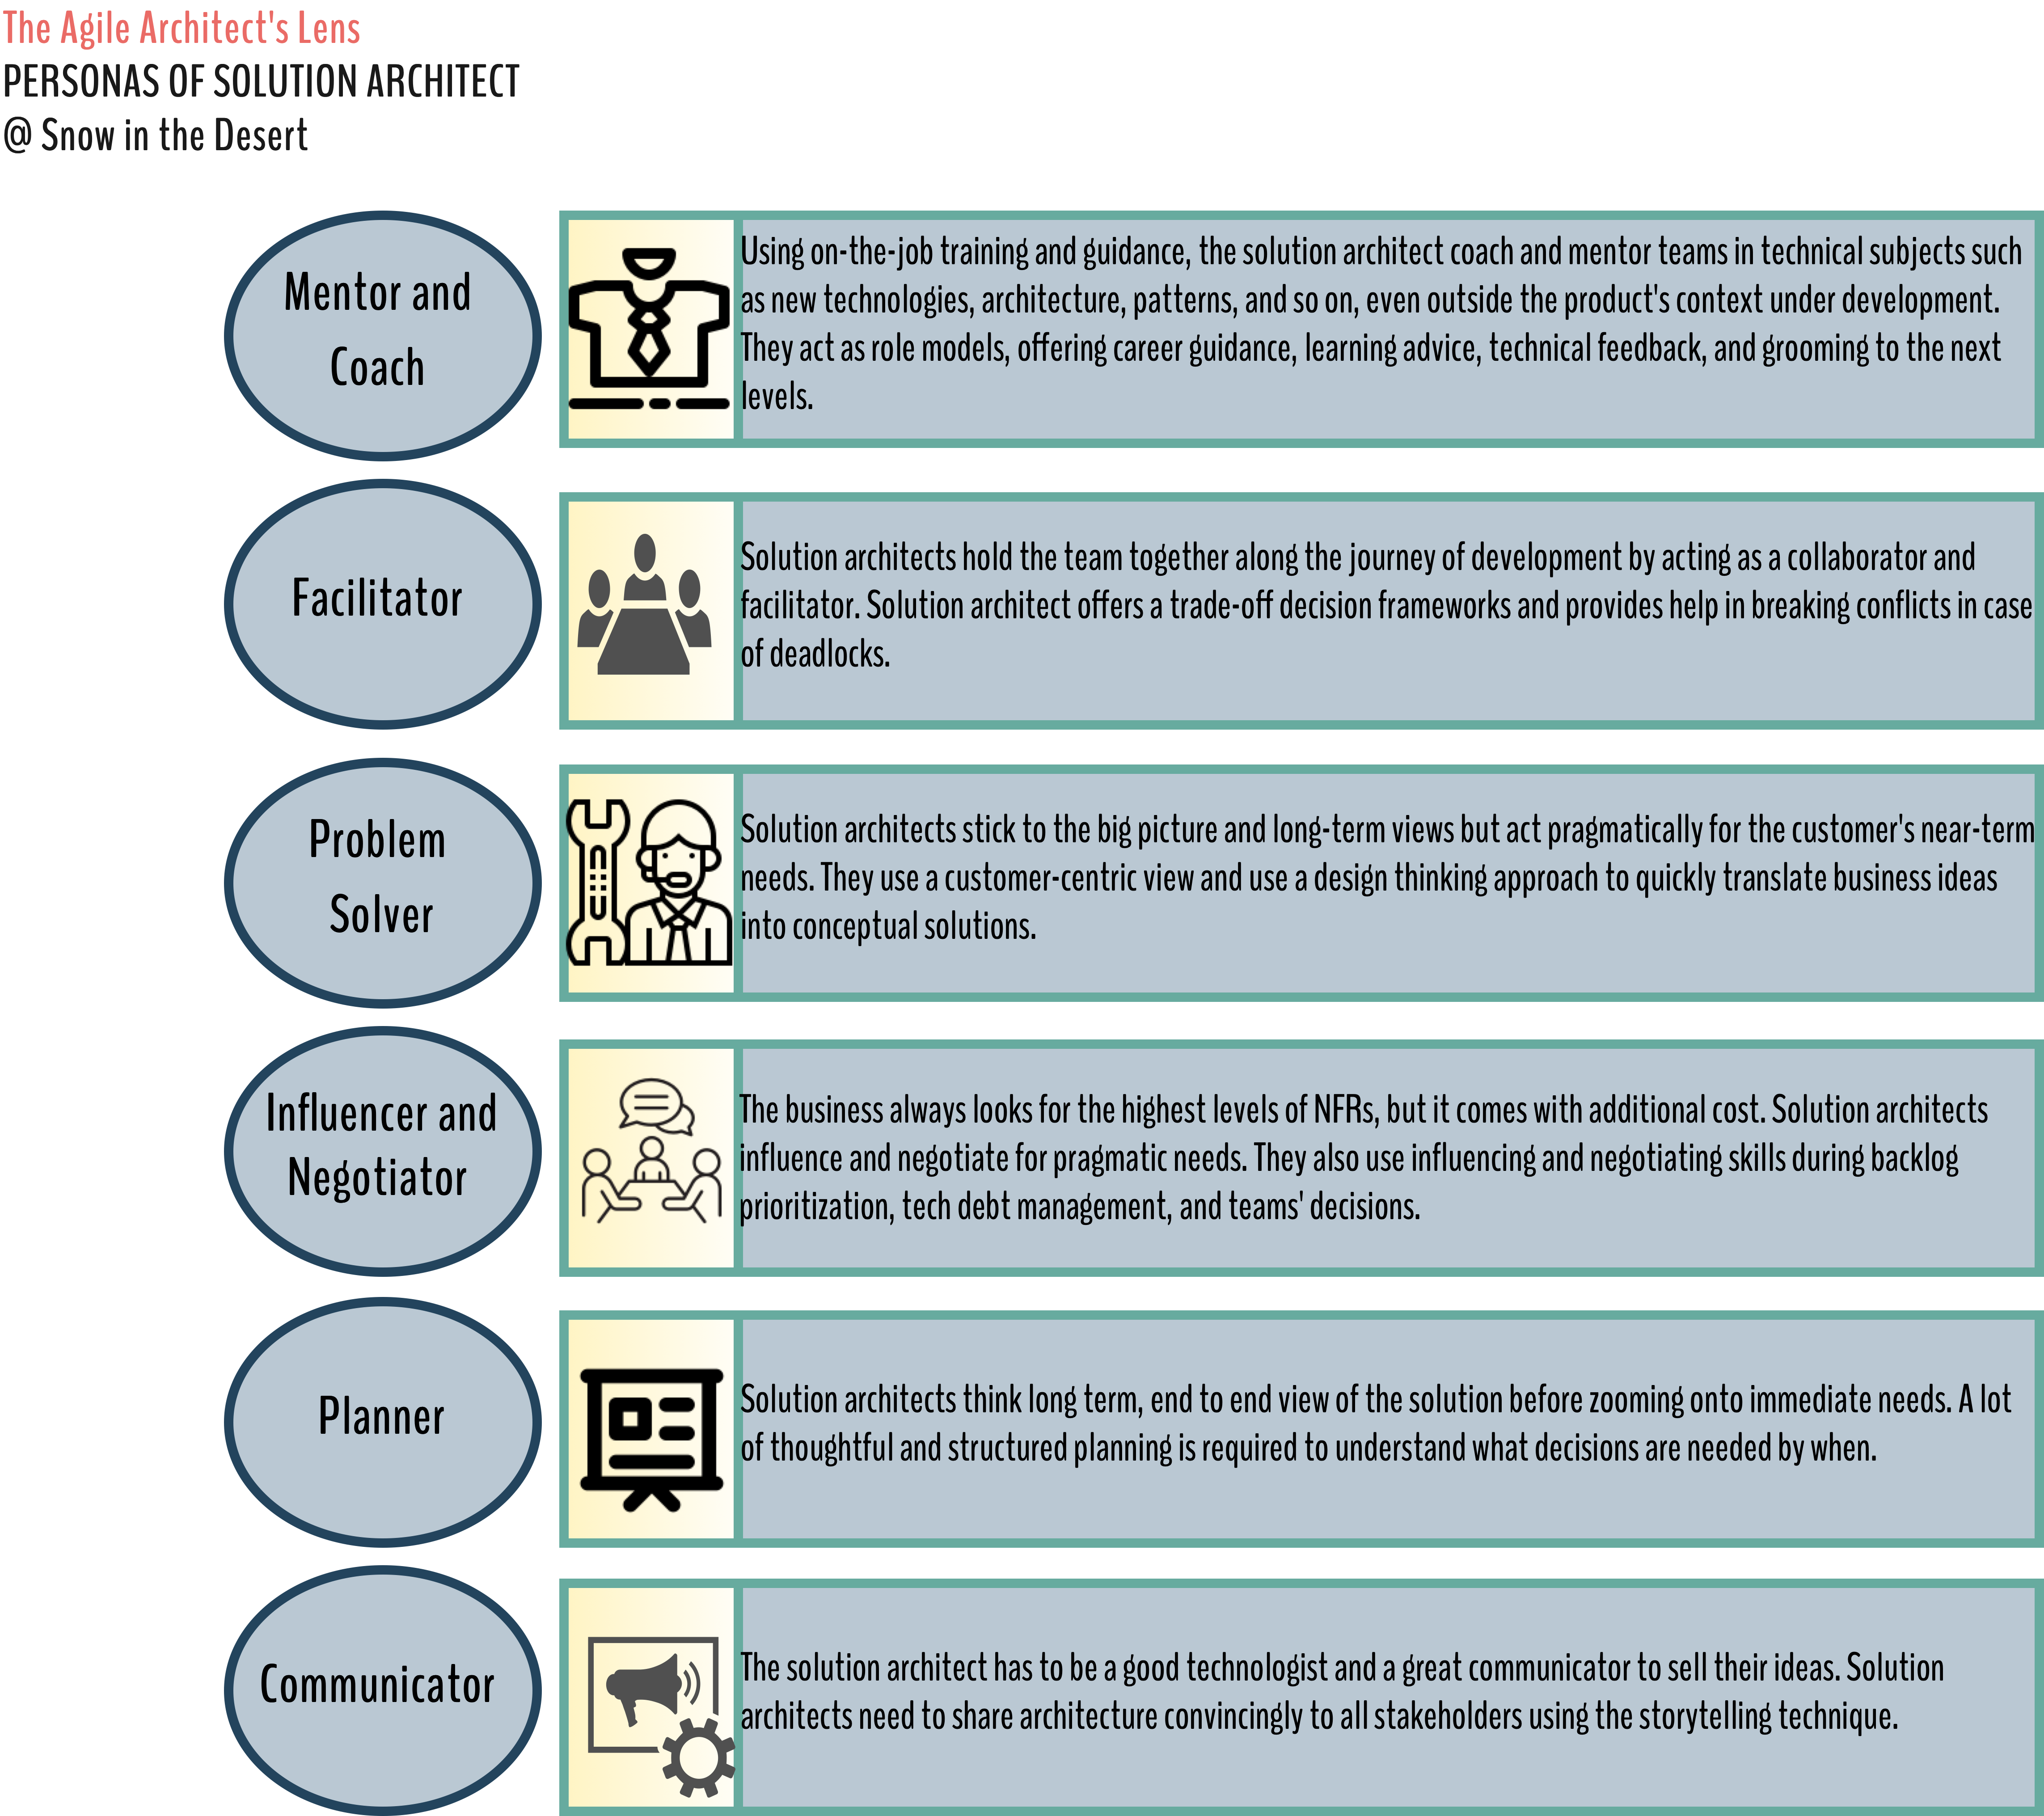 The Agile Architect's Lens
PERSONAS OF SOLUTION ARCHITECT
@ Snow in the Desert
Mentor and
Coach
Using on-the-job training and guidance, the solution architect coach and mentor teams in technical subjects such
as new technologies, architecture, patterns, and so on, even outside the product's context under development.
They act as role models, offering career guidance, learning advice, technical feedback, and grooming to the next
levels.
Facilitator
Solution architects hold the team together along the journey of development by acting as a collaborator and
facilitator. Solution architect offers a trade-off decision frameworks and provides help in breaking conflicts in case
of deadlocks.
Problem
Solver
Solution architects stick to the big picture and long-term views but act pragmatically for the customer's near-term
needs. They use a customer-centric view and use a design thinking approach to quickly translate business ideas
into conceptual solutions.
Influencer and
Negotiator
The business always looks for the highest levels of NFRs, but it comes with additional cost. Solution architects
influence and negotiate for pragmatic needs. They also use influencing and negotiating skills during backlog
prioritization, tech debt management, and teams' decisions.
Planner
Solution architects think long term, end to end view of the solution before zooming onto immediate needs. A lot
of thoughtful and structured planning is required to understand what decisions are needed by when.
Communicator
The solution architect has to be a good technologist and a great communicator to sell their ideas. Solution
architects need to share architecture convincingly to all stakeholders using the storytelling technique.